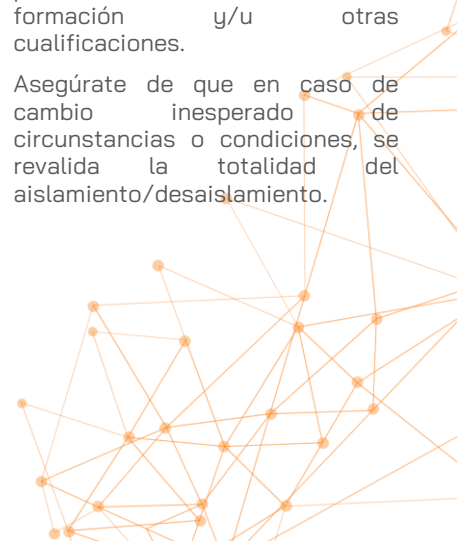 formación y/u otras
cualificaciones.
Asegúrate de que en caso de
cambio inesperado de
circunstancias o condiciones, se
revalida la totalidad del
aislamiento/desaislamiento.